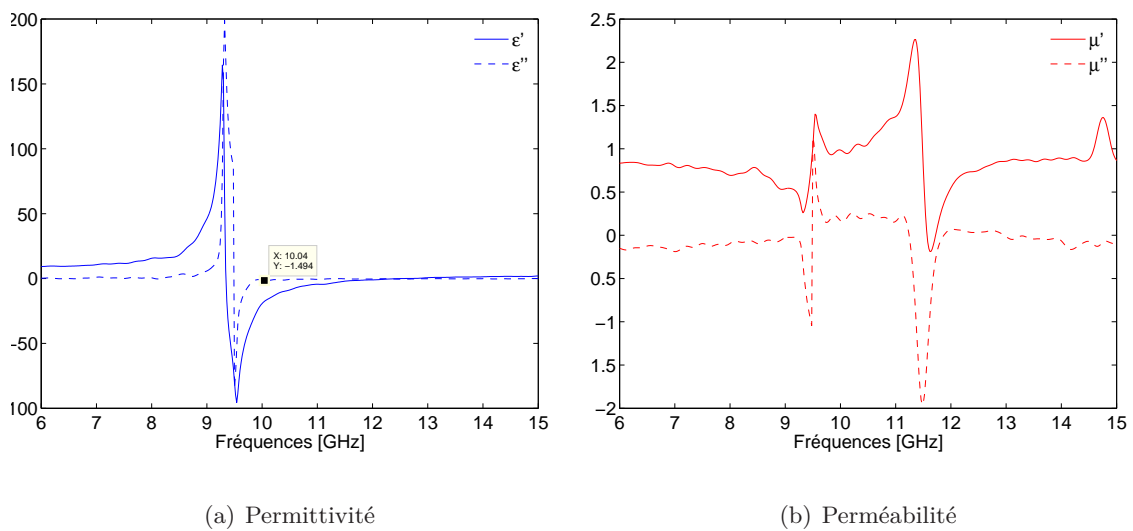 200
150
100
50
0
−50
100
6 7 8 9 10 11 12 13 14 15
Fréquences [GHz]
ε'
ε''
X: 10.04
Y: −1.494
(a) Permittivité
2.5
2
1.5
1
0.5
0
0.5
−1
1.5
−2
6 7 8 9 10 11 12 13 14 15
Fréquences [GHz]
μ'
μ''
(b) Perméabilité